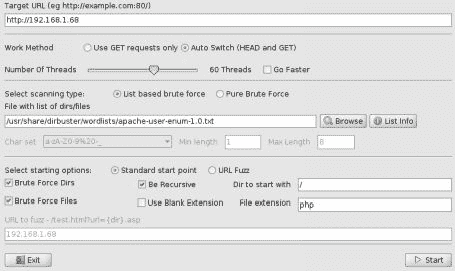 Target URL (eg http://example.com:80/)
http://192.168.1.68
Work Method Use GET requests only Auto Switch (HEAD and GET)
Number Of Threads 60 Threads Go Faster
Select scanning type: List based brute force Pure Brute Force
File with list of dirs/files
/usr/share/dirbuster/wordlists/apache-user-enum-1.0.txt Browse List Info
Char set a-zA-Z0-9%20-_ Min length 1 Max Length 8
Select starting options: Standard start point URL Fuzz
Brute Force Dirs Be Recursive Dir to start with /
Brute Force Files Use Blank Extension File extension php
URL to fuzz - /test.html?url={dir}.asp
192.168.1.68
Exit Start